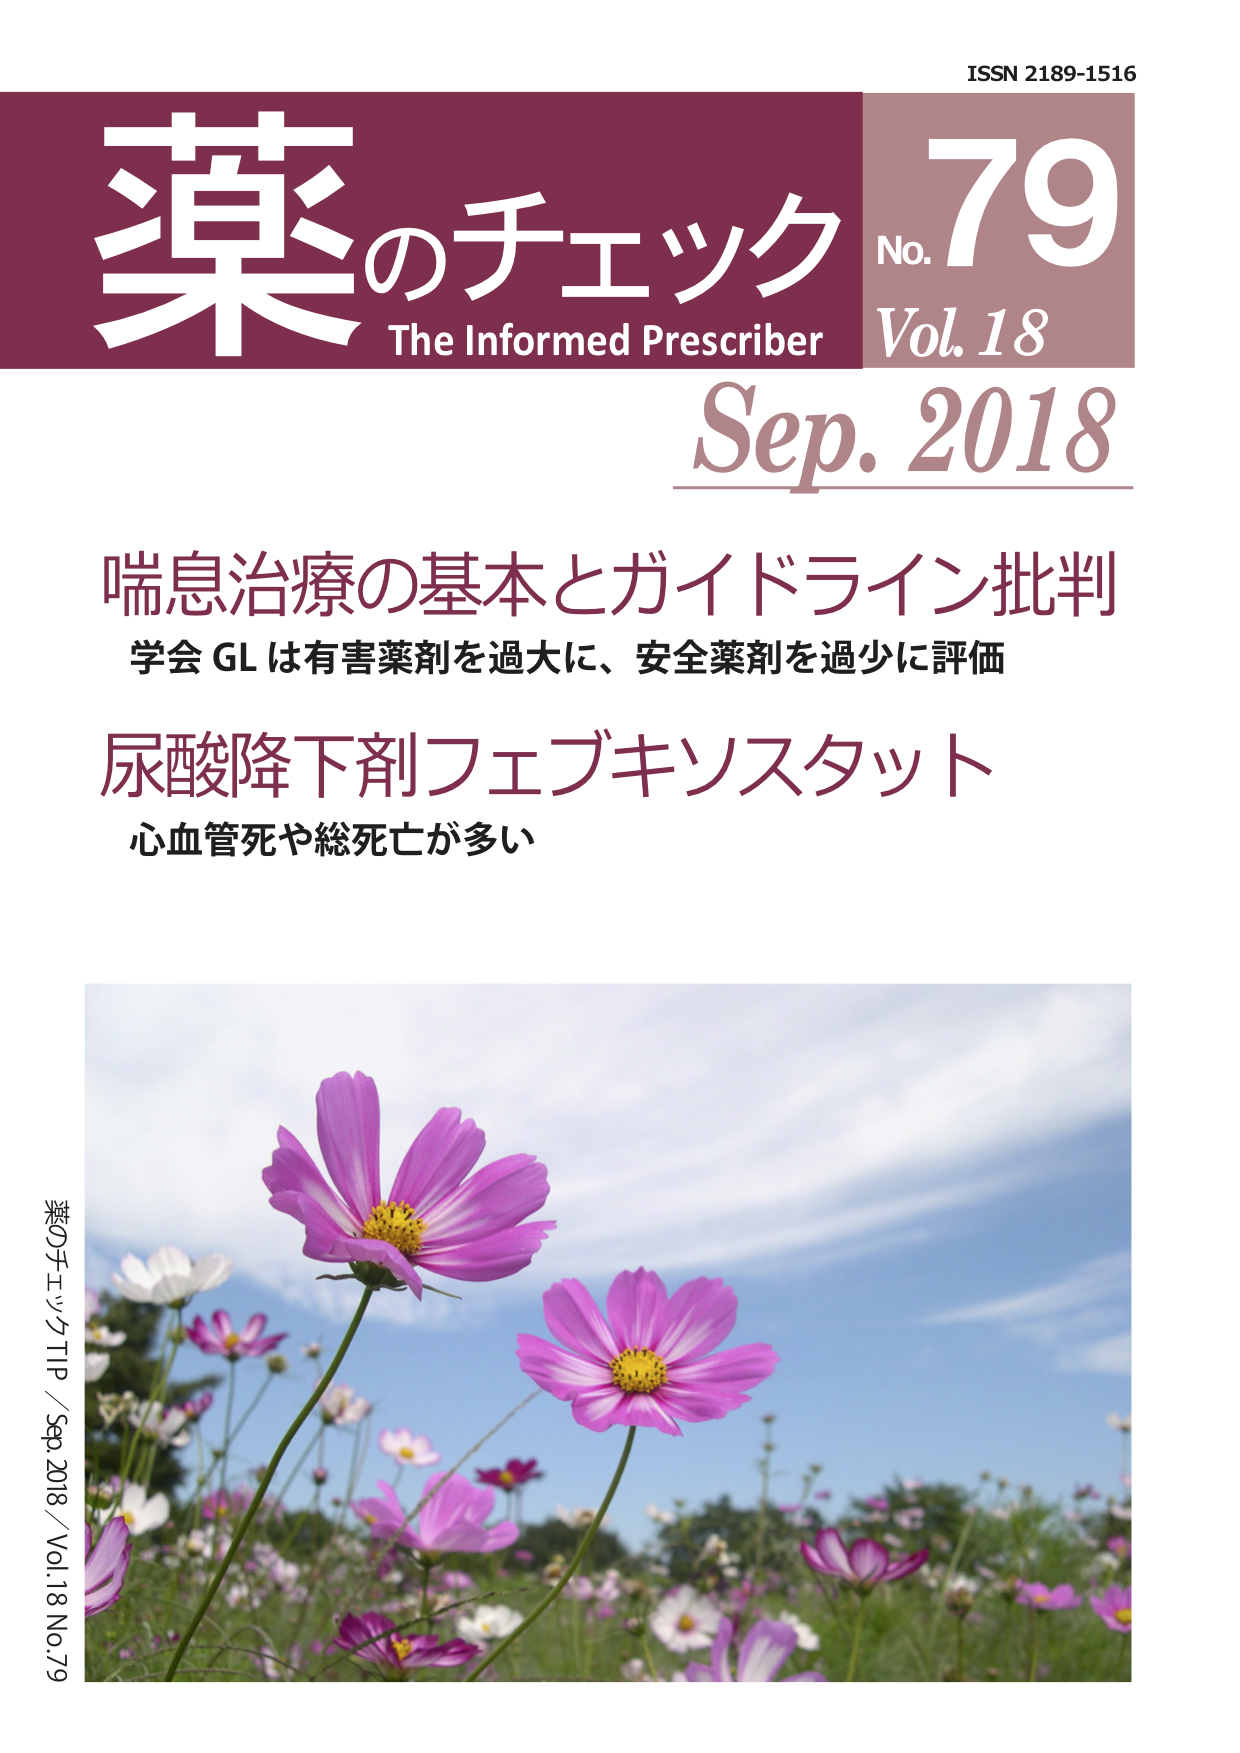 ISSN 2189-1516
薬のチェック
The Informed Prescriber
No.79
Vol.18
Sep. 2018
喘息治療の基本とガイドライン批判
学会 GL は有害薬剤を過大に、安全薬剤を過少に評価
尿酸降下剤フェブキソスタット
心血管死や総死亡が多い
薬のチェック TIP ／ Sep. 2018 ／ Vol.18 No.79